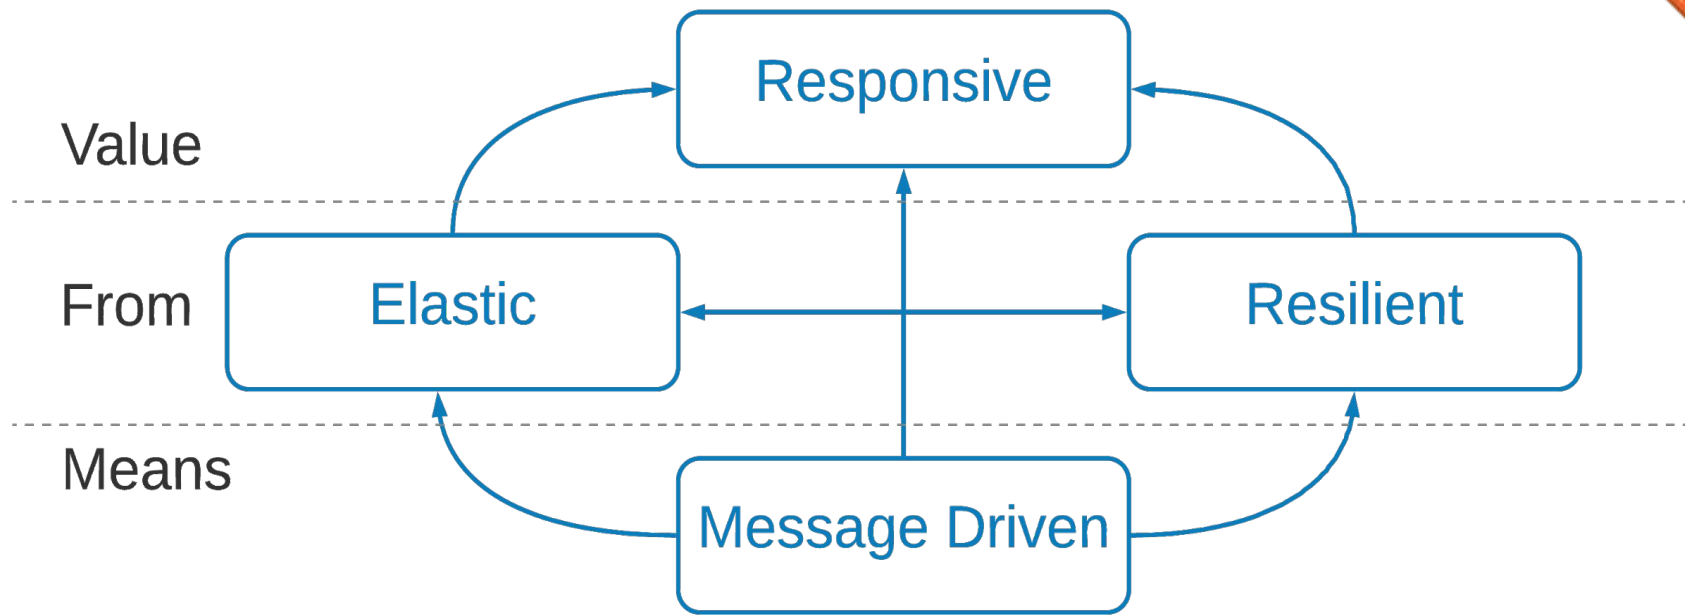 Responsive
Value
From
Elastic
Resilient
Means
Message Driven